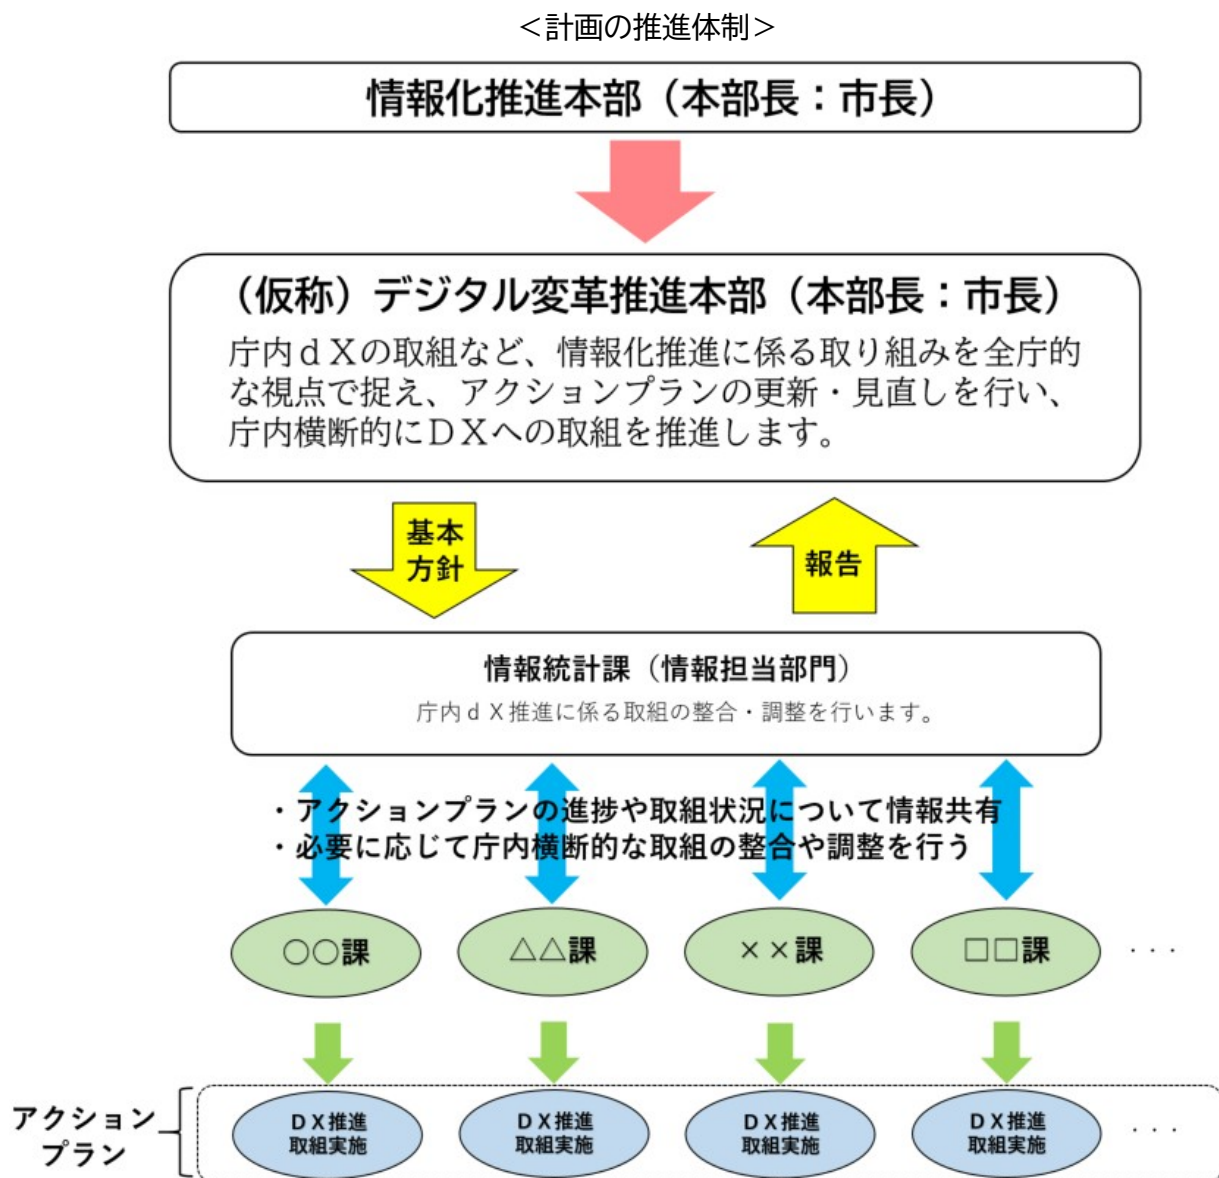 ＜計画の推進体制＞
情報化推進本部（本部長：市長）
（仮称）デジタル変革推進本部（本部長：市長）
庁内ｄＸの取組など、情報化推進に係る取り組みを全庁的
な視点で捉え、アクションプランの更新・見直しを行い、
庁内横断的にＤＸへの取組を推進します。
基本
方針
報告
情報統計課（情報担当部門）
庁内ｄＸ推進に係る取組の整合・調整を行います。
・アクションプランの進捗や取組状況について情報共有
・必要に応じて庁内横断的な取組の整合や調整を行う
○○課
△△課
××課
□□課
・・・
アクション
プラン
ＤＸ推進
取組実施
ＤＸ推進
取組実施
ＤＸ推進
取組実施
ＤＸ推進
取組実施
・・・